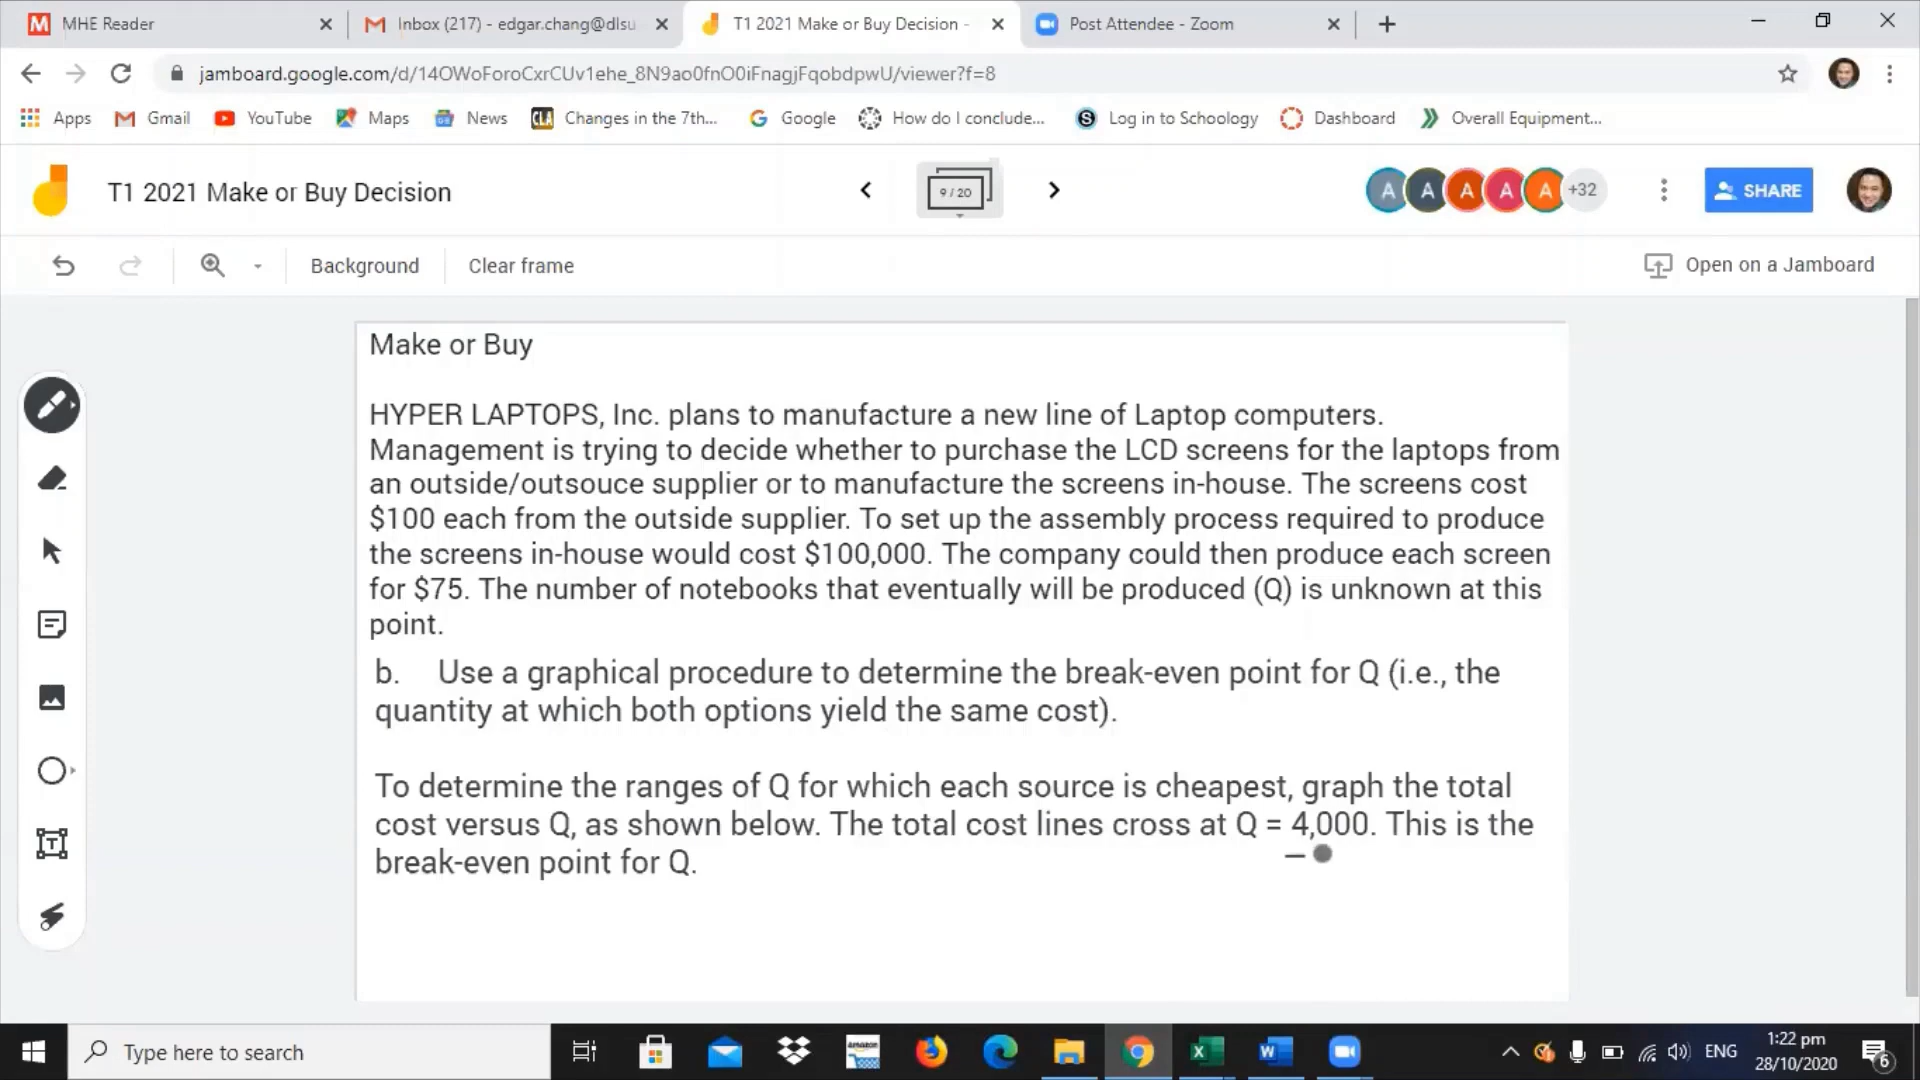 MHE Reader
Inbox (217) - edgar.chang@dlsu
T1 2021 Make or Buy Decision -
Post Attendee - Zoom
jamboard.google.com/d/14OWoForoCxrCUv1ehe_8N9ao0fnO0iFnagjFqobdpwU/viewer?f=8
Apps
Gmail
YouTube
Maps
News
CLA
Changes in the 7th...
Google
How do I conclude...
Log in to Schoology
Dashboard
Overall Equipment...
T1 2021 Make or Buy Decision
9 / 20
A
A
A
A
A
+32
SHARE
Background
Clear frame
Open on a Jamboard
Make or Buy
HYPER LAPTOPS, Inc. plans to manufacture a new line of Laptop computers.
Management is trying to decide whether to purchase the LCD screens for the laptops from
an outside/outsouce supplier or to manufacture the screens in-house. The screens cost
$100 each from the outside supplier. To set up the assembly process required to produce
the screens in-house would cost $100,000. The company could then produce each screen
for $75. The number of notebooks that eventually will be produced (Q) is unknown at this
point.
b. Use a graphical procedure to determine the break-even point for Q (i.e., the
quantity at which both options yield the same cost).
To determine the ranges of Q for which each source is cheapest, graph the total
cost versus Q, as shown below. The total cost lines cross at Q = 4,000. This is the
break-even point for Q.
Type here to search
amazon
ENG
1:22 pm
28/10/2020
6